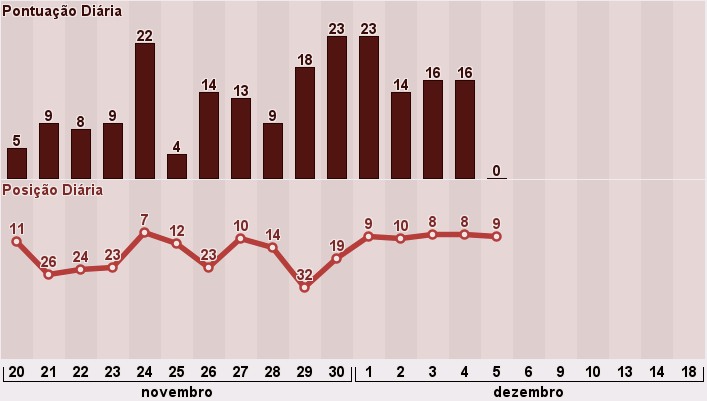 Pontuação Diária
5 9 8 9 22 4 14 13 9 18 23 23 14 16 16 0
Posição Diária
11 26 24 23 7 12 23 10 14 32 19 9 10 8 8 9
20 21 22 23 24 25 26 27 28 29 30 1 2 3 4 5 6 9 10 13 14 18
novembro dezembro